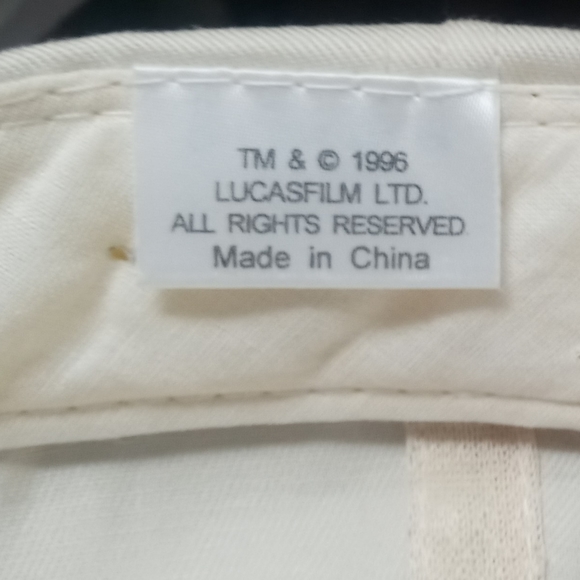 TM & © 1996
LUCASFILM LTD.
ALL RIGHTS RESERVED
Made in China